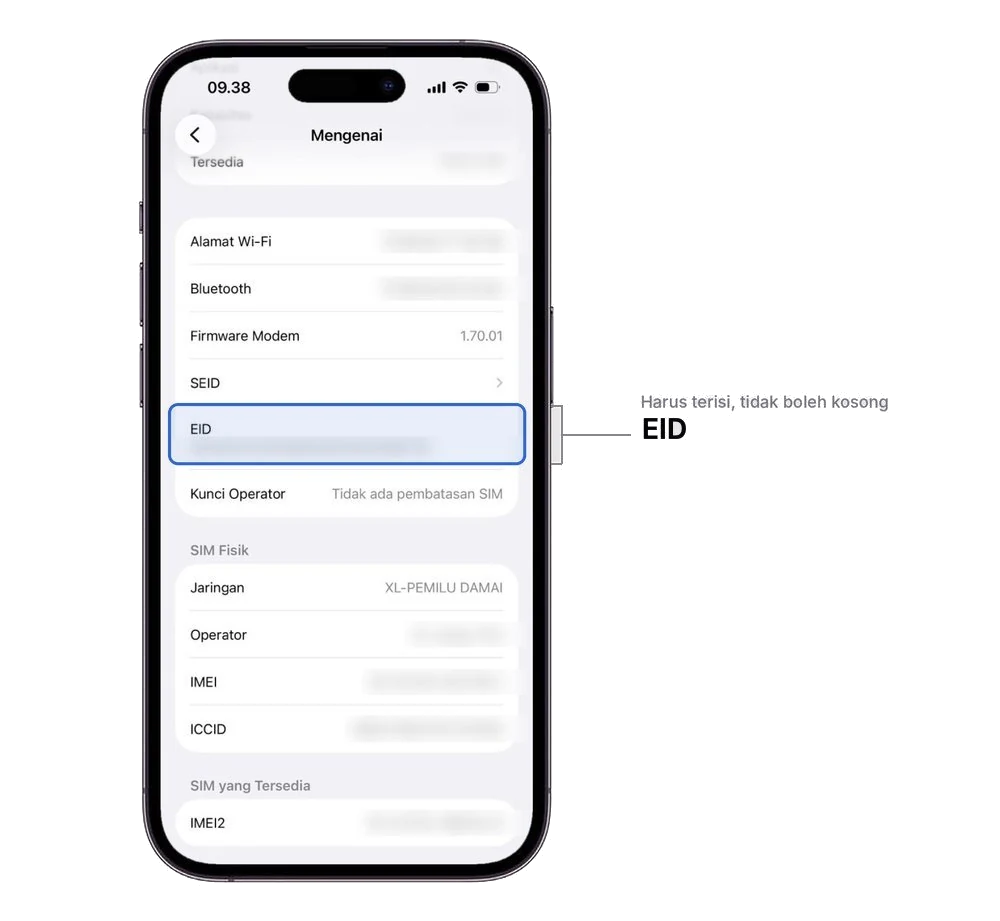 09.38
Mengenai
Tersedia
Alamat Wi-Fi
Bluetooth
Firmware Modem 1.70.01
SEID
EID
Kunci Operator Tidak ada pembatasan SIM
SIM Fisik
Jaringan XL-PEMILU DAMAI
Operator
IMEI
ICCID
SIM yang Tersedia
IMEI2
Harus terisi, tidak boleh kosong
EID